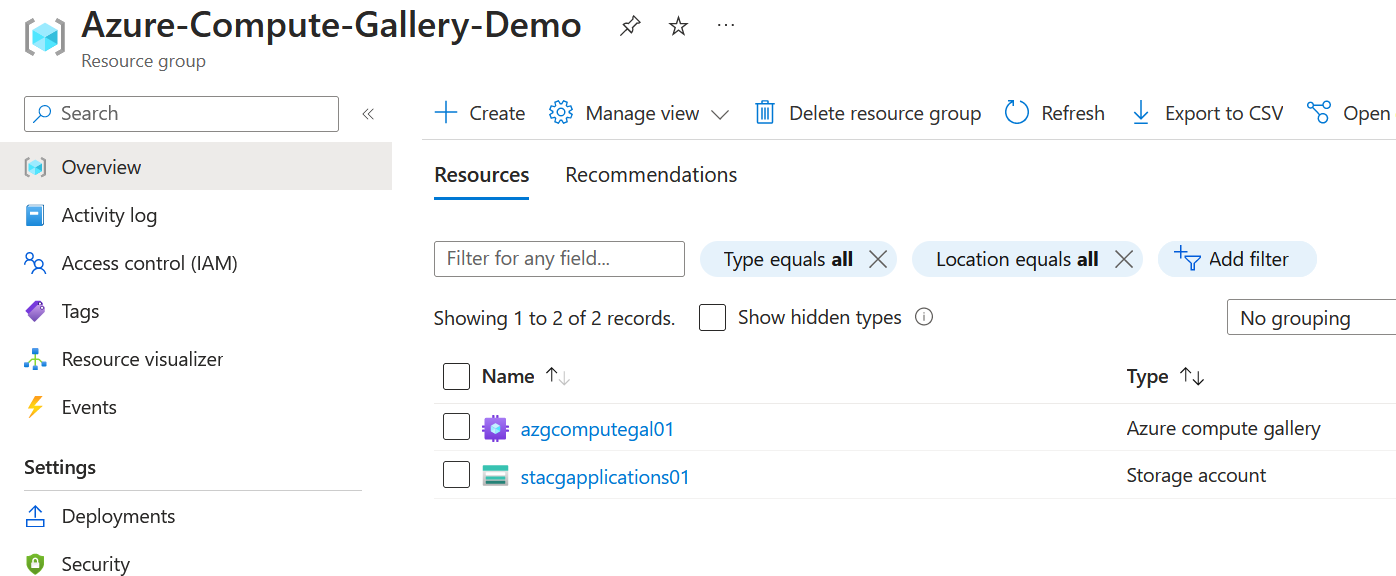 Azure-Compute-Gallery-Demo
Resource group
Search
Create Manage view Delete resource group Refresh Export to CSV Open
Overview
Activity log
Access control (IAM)
Tags
Resource visualizer
Events
Settings
Deployments
Security
Resources Recommendations
Filter for any field... Type equals all Location equals all Add filter
Showing 1 to 2 of 2 records. Show hidden types No grouping
Name Type
azgcomputegal01 Azure compute gallery
stacgapplications01 Storage account